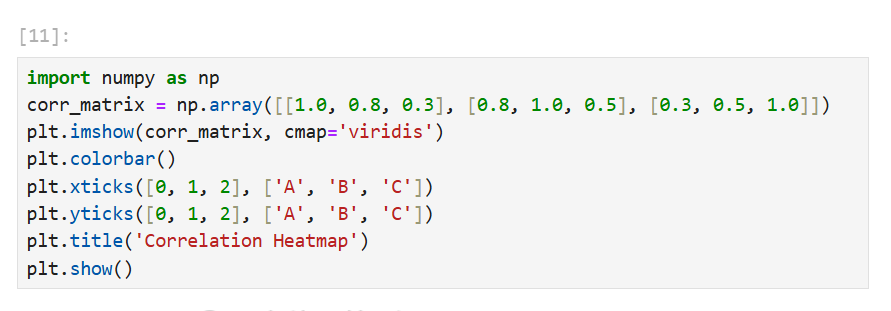 [11]:
import numpy as np
corr_matrix = np.array([[1.0, 0.8, 0.3], [0.8, 1.0, 0.5], [0.3, 0.5, 1.0]])
plt.imshow(corr_matrix, cmap='viridis')
plt.colorbar()
plt.xticks([0, 1, 2], ['A', 'B', 'C'])
plt.yticks([0, 1, 2], ['A', 'B', 'C'])
plt.title('Correlation Heatmap')
plt.show()